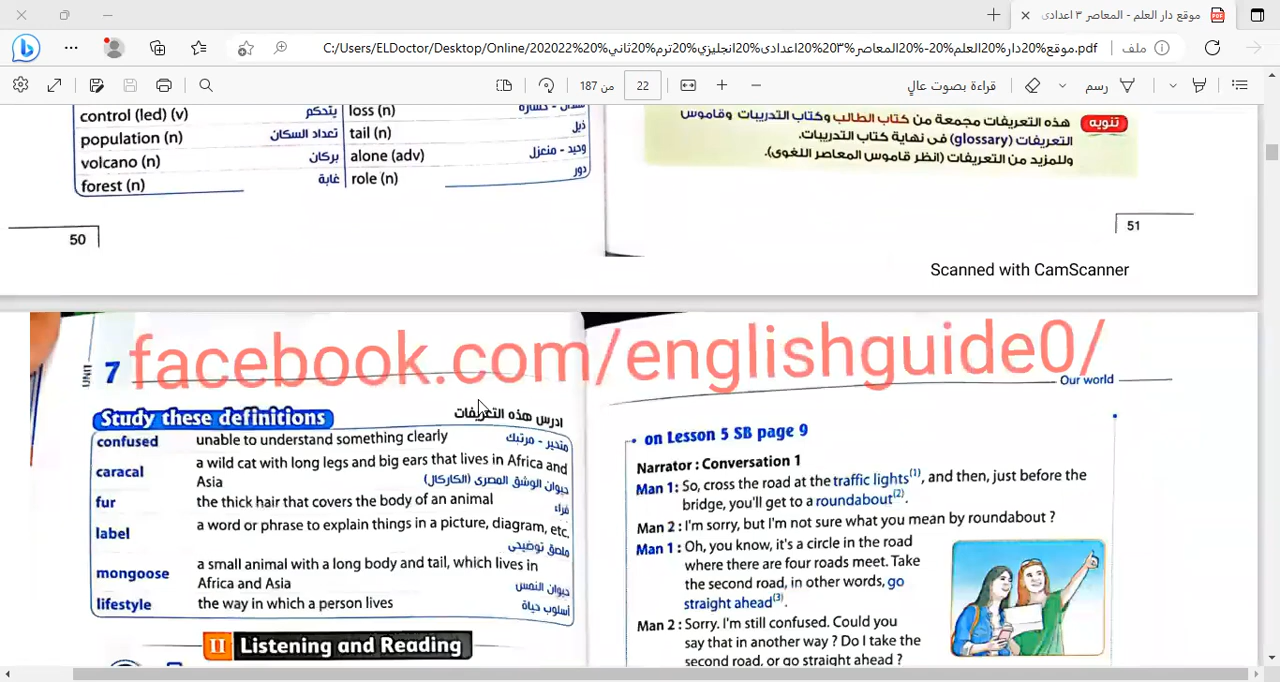 موقع دار العلم - المعاصر ٣ اعدادى
C:/Users/ELDoctor/Desktop/Online/202022%20ثاني%20ترم%20انجليزي%20اعدادى%20٣%20المعاصر%20-%20العلم%20دار%20موقع.pdf
ملف
22
من 187
قراءة بصوت عالٍ
رسم
control (led) (v) يتحكم
population (n) تعداد السكان
volcano (n) بركان
forest (n) غابة
loss (n) فقدان - خسارة
tail (n) ذيل
alone (adv) وحيد - منعزل
role (n) دور
50
تنويه
هذه التعريفات مجمعة من كتاب الطالب وكتاب التدريبات وقاموس
التعريفات (glossary) فى نهاية كتاب التدريبات.
وللمزيد من التعريفات (انظر قاموس المعاصر اللغوى).
51
Scanned with CamScanner
facebook.com/englishguide0/
UNIT 7
Study these definitions ادرس هذه التعريفات
confused unable to understand something clearly متحير - مرتبك
caracal a wild cat with long legs and big ears that lives in Africa and
Asia حيوان الوشق المصرى (الكاركال)
fur the thick hair that covers the body of an animal فراء
label a word or phrase to explain things in a picture, diagram, etc.
ملصق توضيحى
mongoose a small animal with a long body and tail, which lives in
Africa and Asia حيوان النمس
lifestyle the way in which a person lives أسلوب حياة
II Listening and Reading
Our world
• on Lesson 5 SB page 9
Narrator : Conversation 1
Man 1: So, cross the road at the traffic lights(1), and then, just before the
bridge, you'll get to a roundabout(2).
Man 2 : I'm sorry, but I'm not sure what you mean by roundabout ?
Man 1 : Oh, you know, it's a circle in the road
where there are four roads meet. Take
the second road, in other words, go
straight ahead(3).
Man 2 : Sorry. I'm still confused. Could you
say that in another way ? Do I take the
second road, or go straight ahead ?